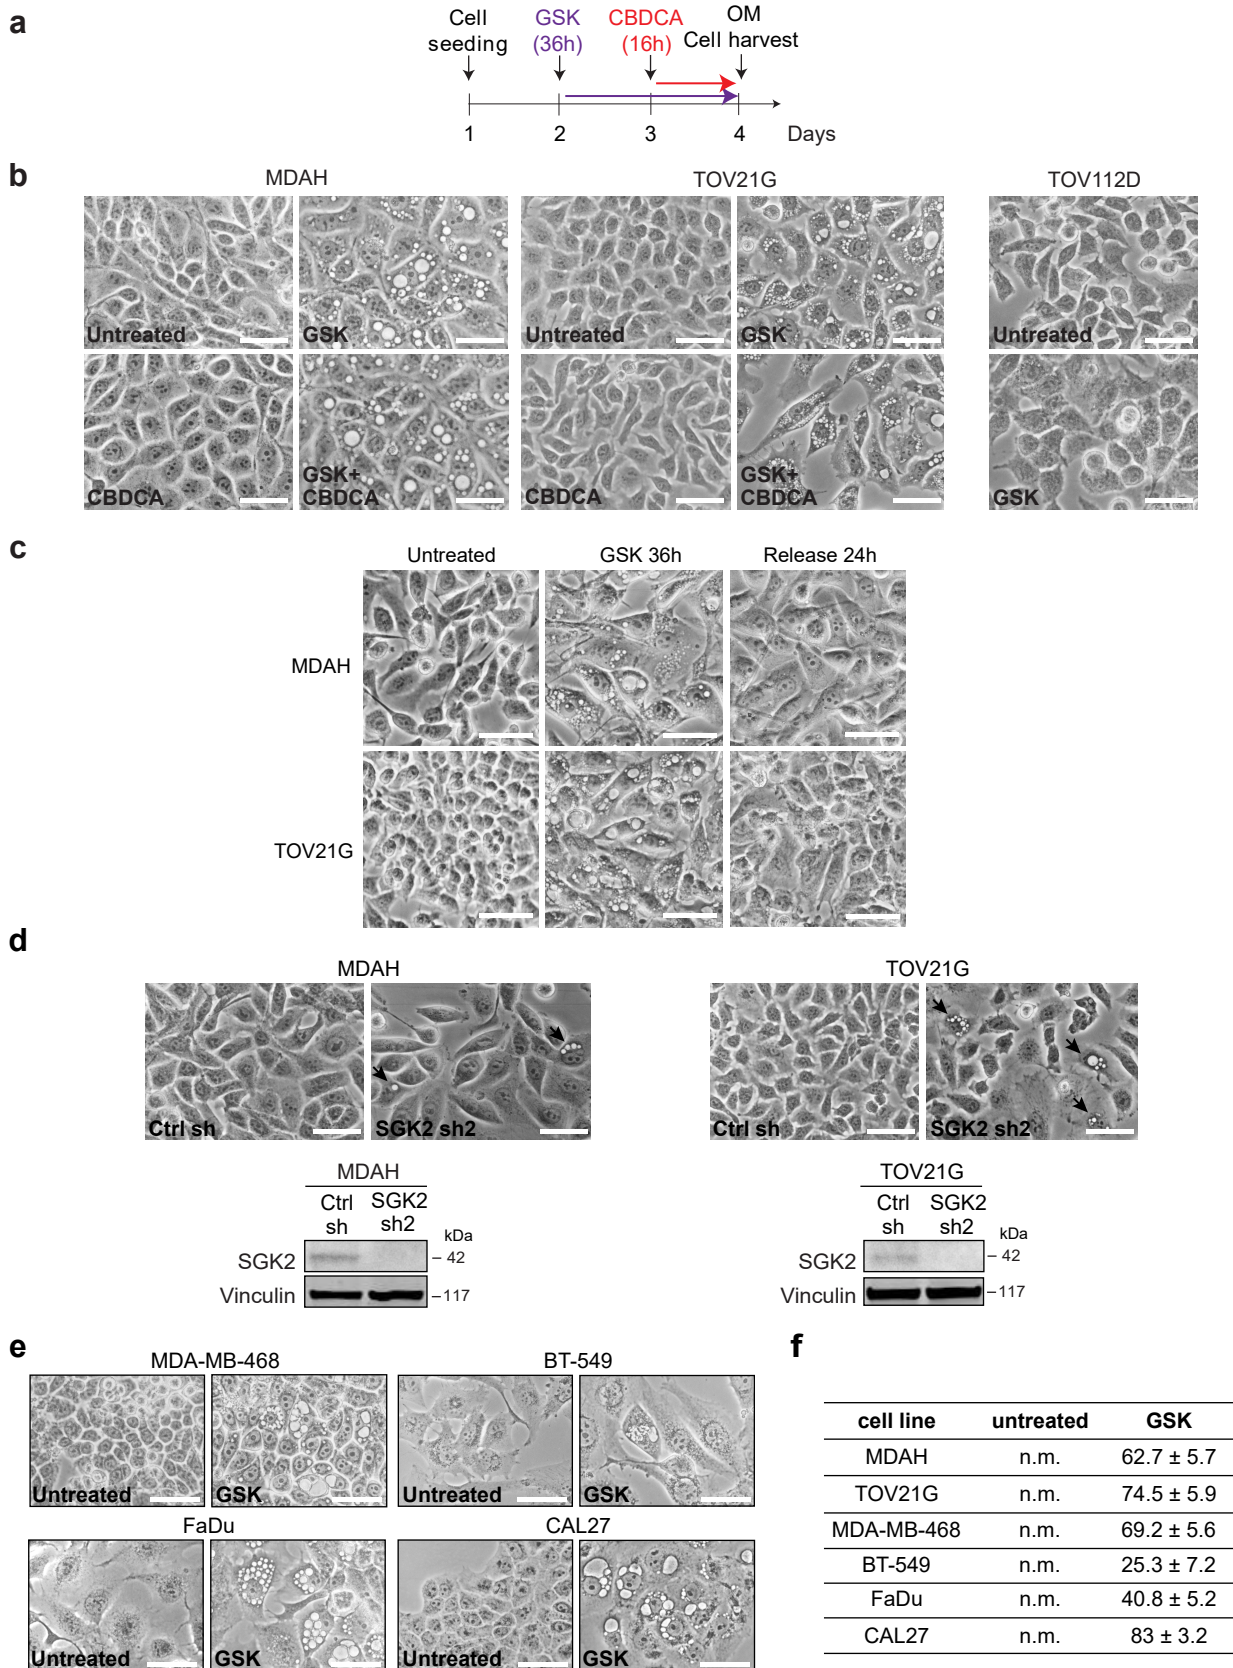 a
Cell
seeding
GSK
(36h)
CBDCA
(16h)
OM
Cell harvest
1 2 3 4 Days
b
MDAH TOV21G TOV112D
Untreated GSK Untreated GSK Untreated
CBDCA GSK+
CBDCA CBDCA GSK+
CBDCA GSK
c
Untreated GSK 36h Release 24h
MDAH
TOV21G
d
MDAH TOV21G
Ctrl sh SGK2 sh2 Ctrl sh SGK2 sh2
MDAH
Ctrl
sh
SGK2
sh2
kDa
SGK2 – 42
Vinculin –117
TOV21G
Ctrl
sh
SGK2
sh2
kDa
SGK2 – 42
Vinculin –117
e
MDA-MB-468 BT-549
Untreated GSK Untreated GSK
FaDu CAL27
Untreated GSK Untreated GSK
f
cell line untreated GSK
MDAH n.m. 62.7 ± 5.7
TOV21G n.m. 74.5 ± 5.9
MDA-MB-468 n.m. 69.2 ± 5.6
BT-549 n.m. 25.3 ± 7.2
FaDu n.m. 40.8 ± 5.2
CAL27 n.m. 83 ± 3.2